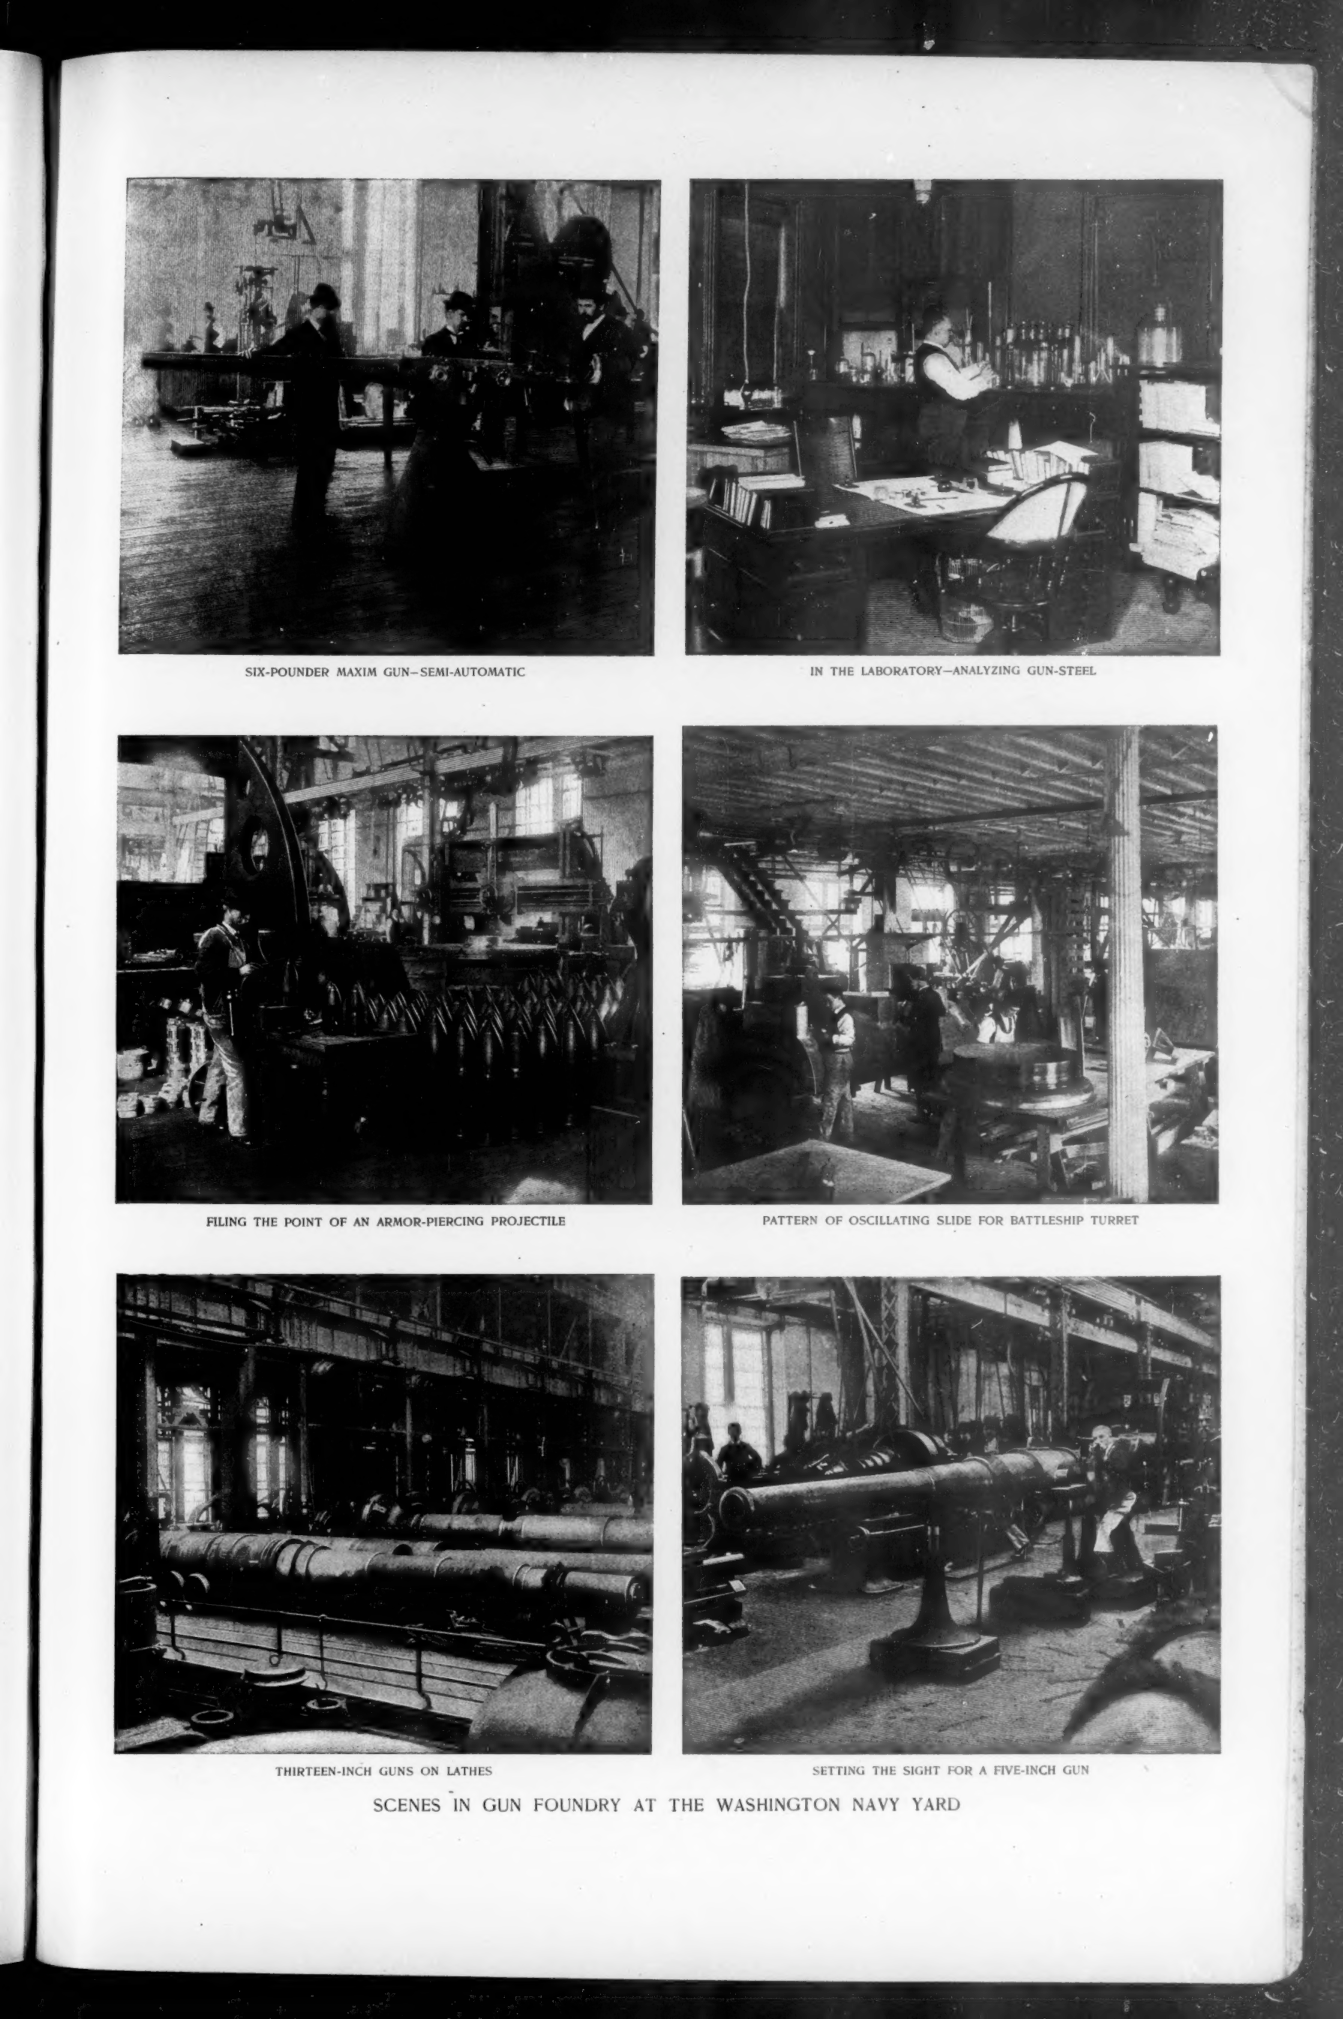 SIX-POUNDER MAXIM GUN—SEMI-AUTOMATIC
IN THE LABORATORY—ANALYZING GUN-STEEL
FILING THE POINT OF AN ARMOR-PIERCING PROJECTILE
PATTERN OF OSCILLATING SLIDE FOR BATTLESHIP TURRET
THIRTEEN-INCH GUNS ON LATHES
SETTING THE SIGHT FOR A FIVE-INCH GUN
SCENES IN GUN FOUNDRY AT THE WASHINGTON NAVY YARD